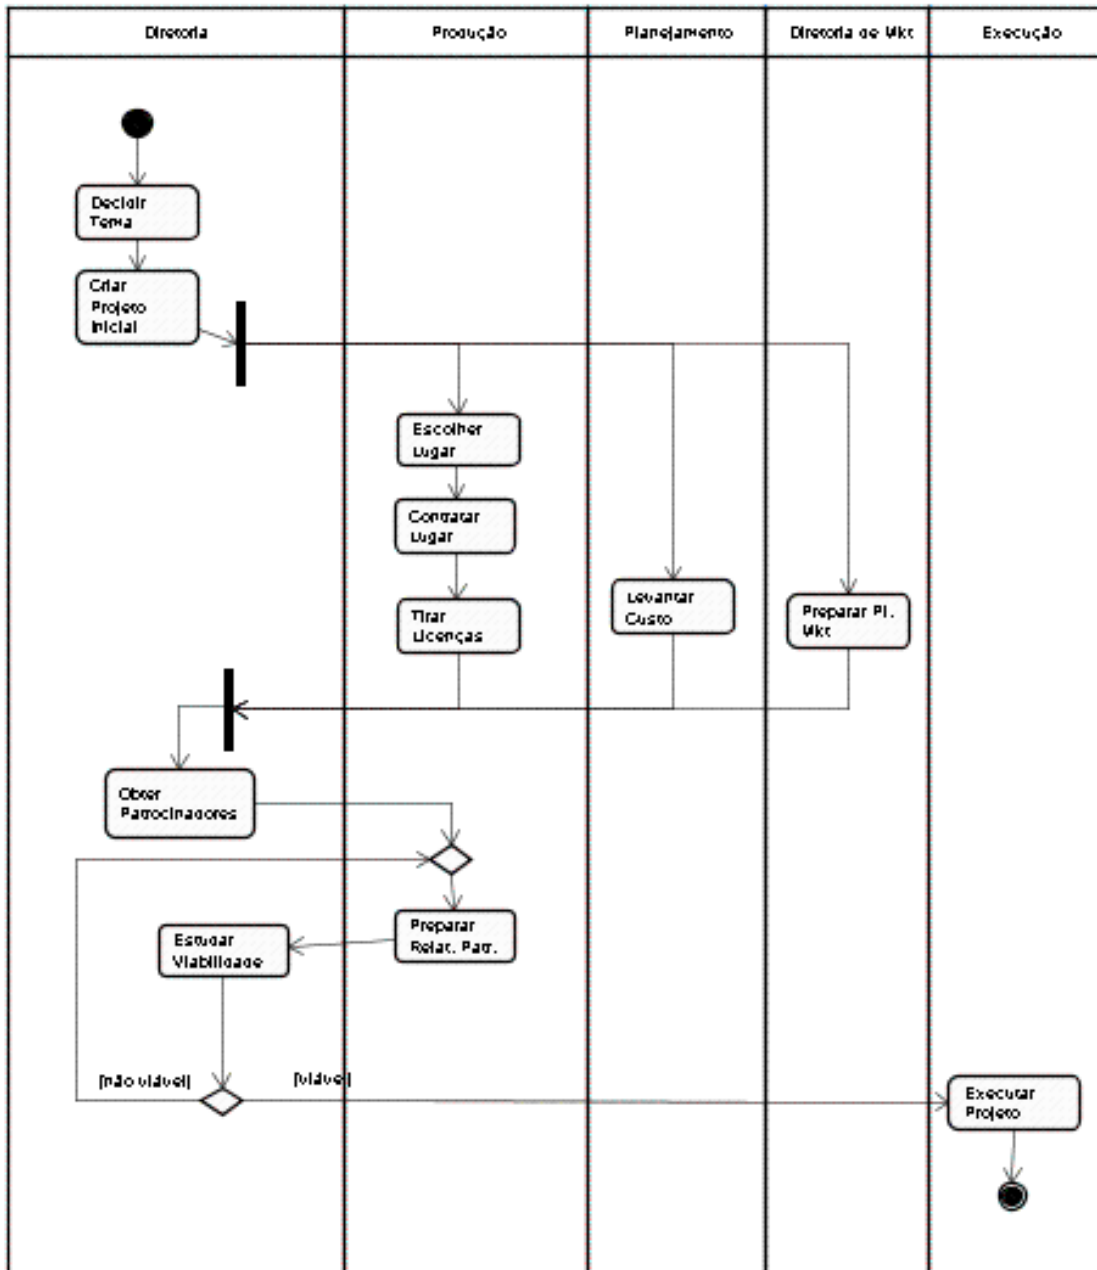 Diretoria
Produção
Planejamento
Diretoria de Mkt
Execução
Decidir
Tema
Criar
Projeto
Inicial
Escolher
Lugar
Contratar
Lugar
Tirar
Licenças
Levantar
Custo
Preparar Pl.
Mkt
Obter
Patrocinadores
Preparar
Relat. Patr.
Estudar
Viabilidade
[não viável]
[viável]
Executar
Projeto